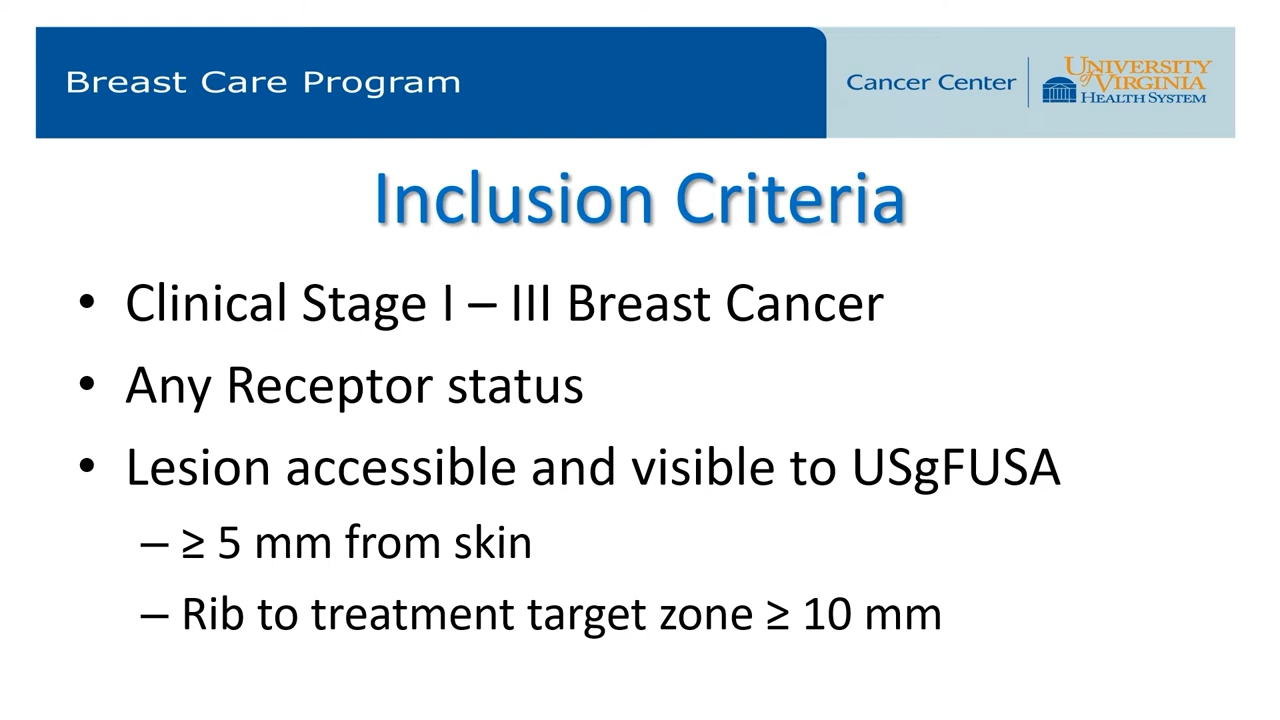 Breast Care Program
Cancer Center
UNIVERSITY
of VIRGINIA
HEALTH SYSTEM
Inclusion Criteria
• Clinical Stage I – III Breast Cancer
• Any Receptor status
• Lesion accessible and visible to USgFUSA
– ≥ 5 mm from skin
– Rib to treatment target zone ≥ 10 mm